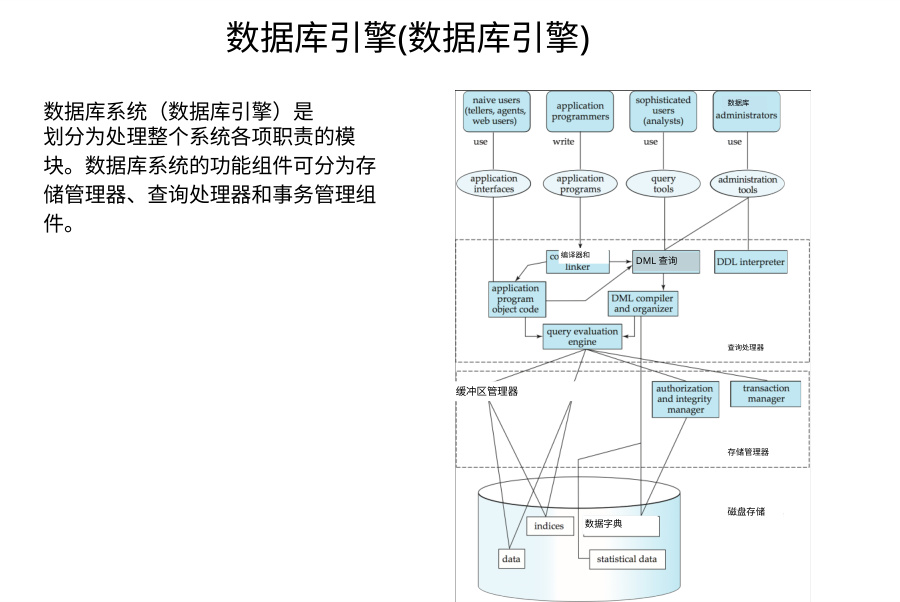 数据库引擎(数据库引擎)
数据库系统（数据库引擎）是
划分为处理整个系统各项职责的模
块。数据库系统的功能组件可分为存
储管理器、查询处理器和事务管理组
件。
naive users
(tellers, agents,
web users)
application
programmers
sophisticated
users
(analysts)
数据库
administrators
use
write
use
use
application
interfaces
application
programs
query
tools
administration
tools
co 编译器和
linker
DML 查询
DDL interpreter
application
program
object code
DML compiler
and organizer
query evaluation
engine
查询处理器
缓冲区管理器
authorization
and integrity
manager
transaction
manager
存储管理器
磁盘存储
indices
数据字典
data
statistical data